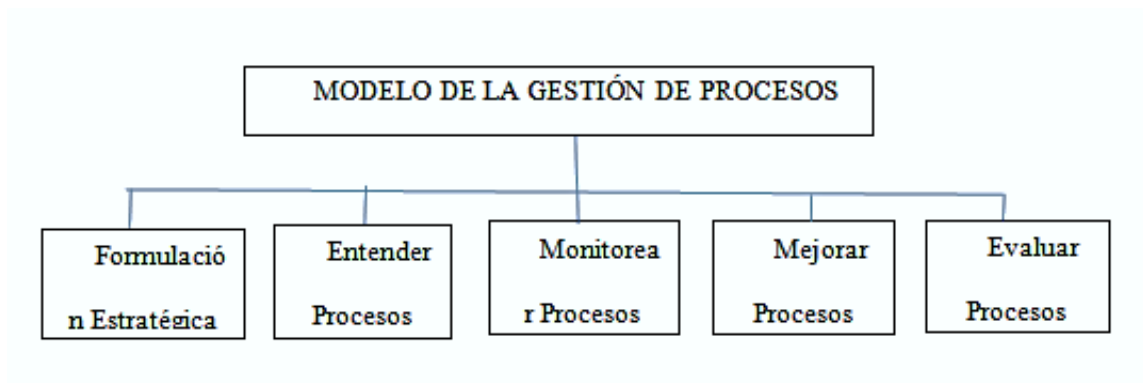 MODELO DE LA GESTIÓN DE PROCESOS
Formulació
n Estratégica
Entender
Procesos
Monitorea
r Procesos
Mejorar
Procesos
Evaluar
Procesos